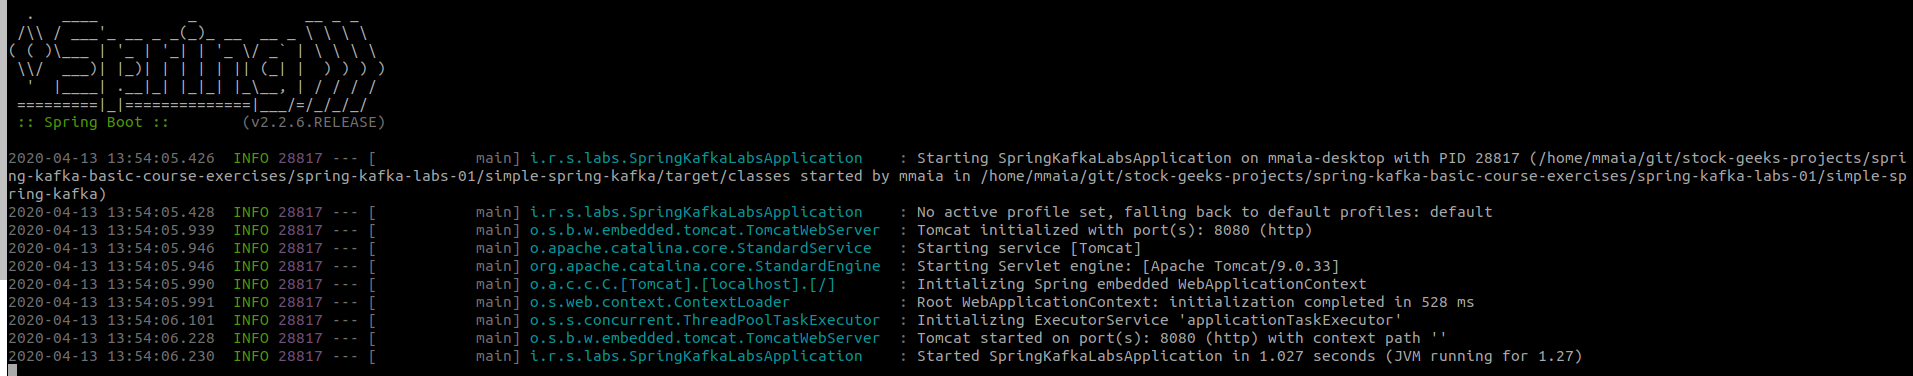 .   ____          _            __ _ _
 /\\ / ___'_ __ _ _(_)_ __  __ _ \ \ \ \
( ( )\___ | '_ | '_| | '_ \/ _` | \ \ \ \
 \\/  ___)| |_)| | | | | || (_| |  ) ) ) )
  '  |____| .__|_| |_|_| |_\__, | / / / /
 =========|_|==============|___/=/_/_/_/
 :: Spring Boot ::        (v2.2.6.RELEASE)
2020-04-13 13:54:05.426  INFO 28817 --- [           main] i.r.s.labs.SpringKafkaLabsApplication    : Starting SpringKafkaLabsApplication on mmaia-desktop with PID 28817 (/home/mmaia/git/stock-geeks-projects/spri
ng-kafka-basic-course-exercises/spring-kafka-labs-01/simple-spring-kafka/target/classes started by mmaia in /home/mmaia/git/stock-geeks-projects/spring-kafka-basic-course-exercises/spring-kafka-labs-01/simple-sp
ring-kafka)
2020-04-13 13:54:05.428  INFO 28817 --- [           main] i.r.s.labs.SpringKafkaLabsApplication    : No active profile set, falling back to default profiles: default
2020-04-13 13:54:05.939  INFO 28817 --- [           main] o.s.b.w.embedded.tomcat.TomcatWebServer  : Tomcat initialized with port(s): 8080 (http)
2020-04-13 13:54:05.946  INFO 28817 --- [           main] o.apache.catalina.core.StandardService   : Starting service [Tomcat]
2020-04-13 13:54:05.946  INFO 28817 --- [           main] org.apache.catalina.core.StandardEngine  : Starting Servlet engine: [Apache Tomcat/9.0.33]
2020-04-13 13:54:05.990  INFO 28817 --- [           main] o.a.c.c.C.[Tomcat].[localhost].[/]       : Initializing Spring embedded WebApplicationContext
2020-04-13 13:54:05.991  INFO 28817 --- [           main] o.s.web.context.ContextLoader            : Root WebApplicationContext: initialization completed in 528 ms
2020-04-13 13:54:06.101  INFO 28817 --- [           main] o.s.s.concurrent.ThreadPoolTaskExecutor  : Initializing ExecutorService 'applicationTaskExecutor'
2020-04-13 13:54:06.228  INFO 28817 --- [           main] o.s.b.w.embedded.tomcat.TomcatWebServer  : Tomcat started on port(s): 8080 (http) with context path ''
2020-04-13 13:54:06.230  INFO 28817 --- [           main] i.r.s.labs.SpringKafkaLabsApplication    : Started SpringKafkaLabsApplication in 1.027 seconds (JVM running for 1.27)